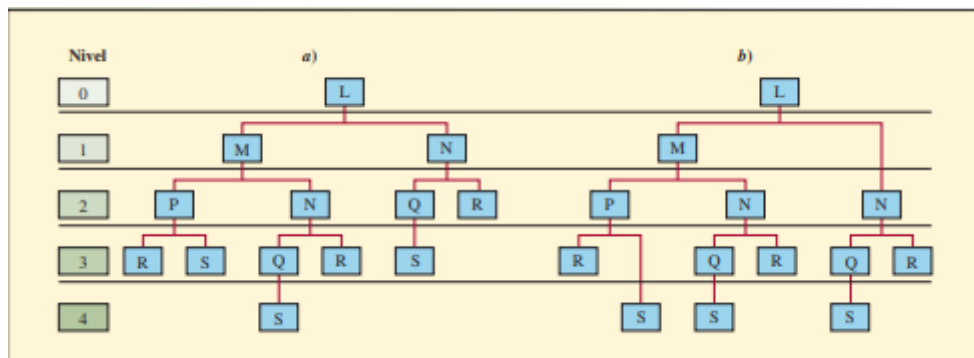 Nivel a) b)
0 L L
1 M N M
2 P N Q R P N N
3 R S Q R S R Q R Q R
4 S S S S